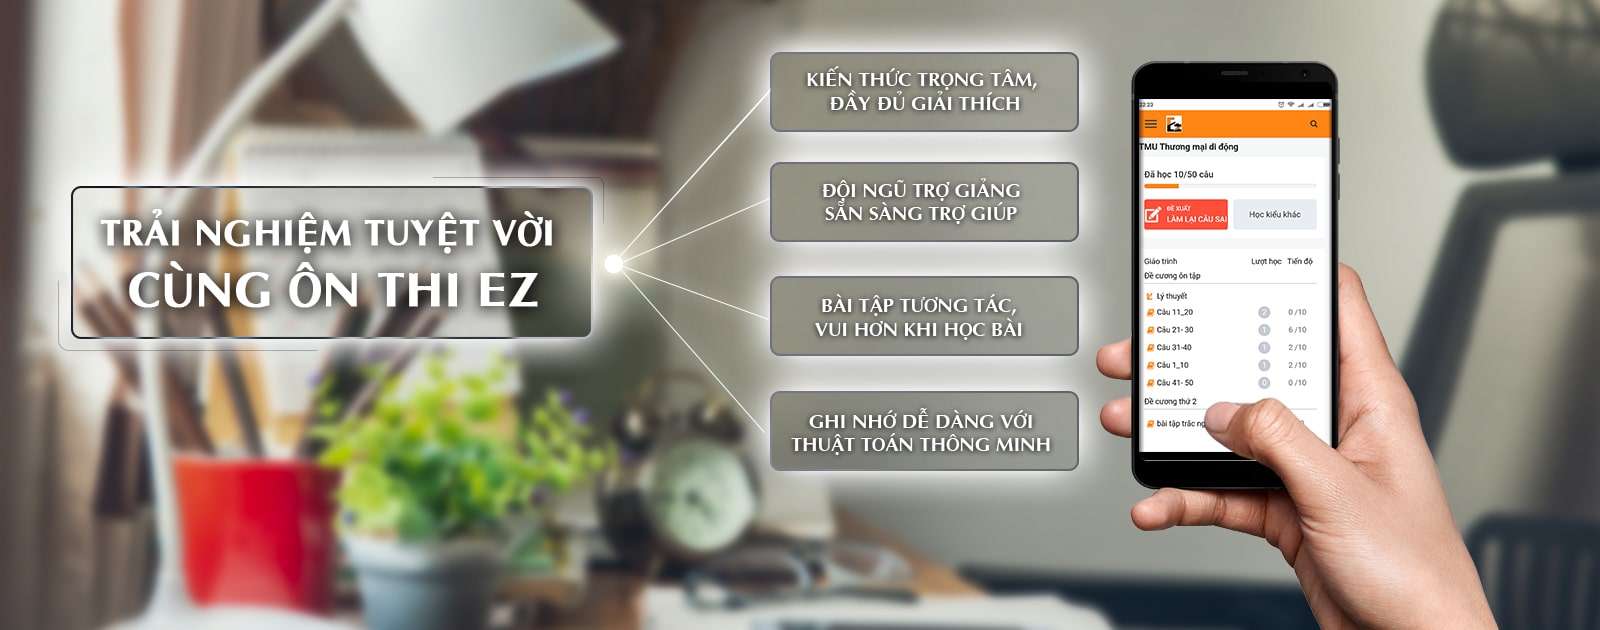 TRẢI NGHIỆM TUYỆT VỜI
CÙNG ÔN THI EZ
KIẾN THỨC TRỌNG TÂM,
ĐẦY ĐỦ GIẢI THÍCH
ĐỘI NGŨ TRỢ GIẢNG
SẴN SÀNG TRỢ GIÚP
BÀI TẬP TƯƠNG TÁC,
VUI HƠN KHI HỌC BÀI
GHI NHỚ DỄ DÀNG VỚI
THUẬT TOÁN THÔNG MINH
TMU Thương mại di động
Đã học 10/50 câu
ĐỀ XUẤT
LÀM LẠI CÂU SAI
Học kiểu khác
Giáo trình Lượt học Tiến độ
Đề cương ôn tập
Lý thuyết
Câu 11_20 2 0 /10
Câu 21- 30 1 6 /10
Câu 31-40 1 2 /10
Câu 1_10 1 2 /10
Câu 41- 50 0 0 /10
Đề cương thứ 2
bài tập trắc